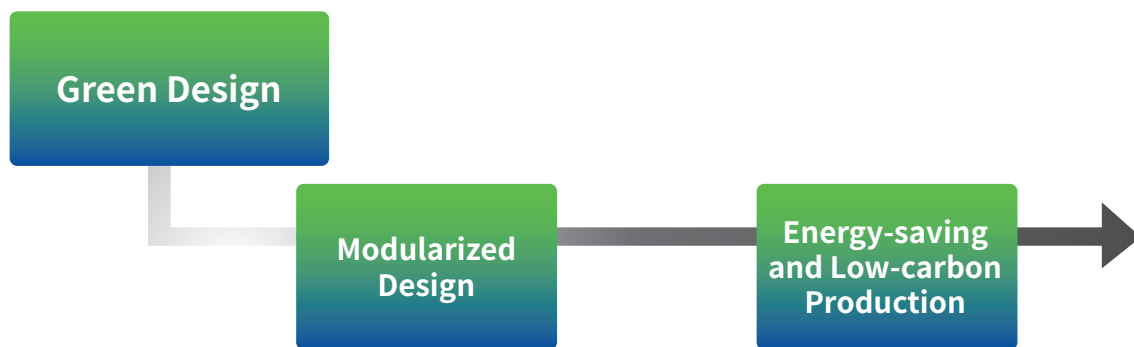 Green Design
Modularized
Design
Energy-saving
and Low-carbon
Production